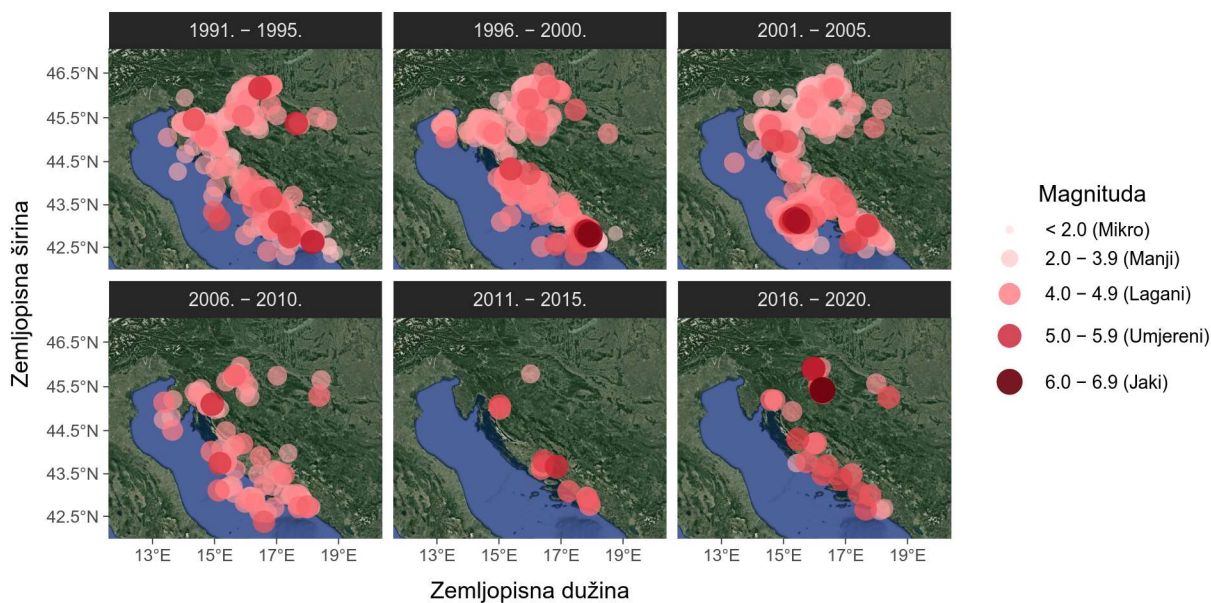 1991. – 1995.
1996. – 2000.
2001. – 2005.
46.5°N
45.5°N
44.5°N
43.5°N
42.5°N
2006. – 2010.
2011. – 2015.
2016. – 2020.
46.5°N
45.5°N
44.5°N
43.5°N
42.5°N
13°E 15°E 17°E 19°E
13°E 15°E 17°E 19°E
13°E 15°E 17°E 19°E
Zemljopisna širina
Zemljopisna dužina
Magnituda
< 2.0 (Mikro)
2.0 – 3.9 (Manji)
4.0 – 4.9 (Lagani)
5.0 – 5.9 (Umjereni)
6.0 – 6.9 (Jaki)